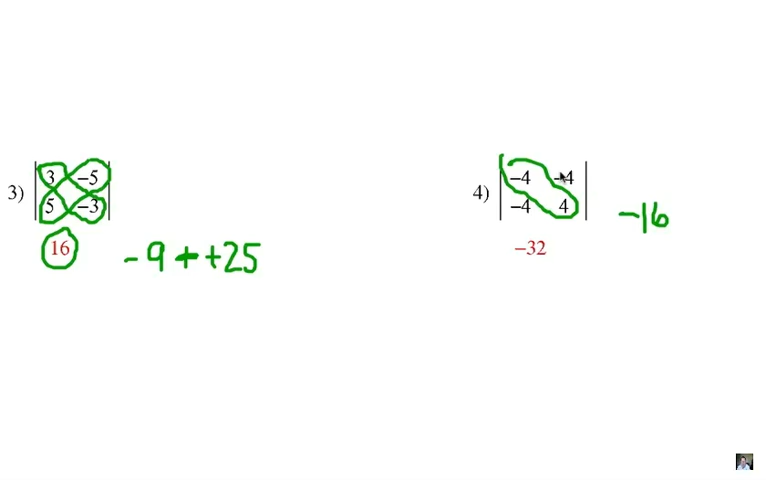 3) | 3 −5 |
| 5 −3 |
16
-9 + +25
4) | −4 −4 |
| −4 4 |
−32
-16